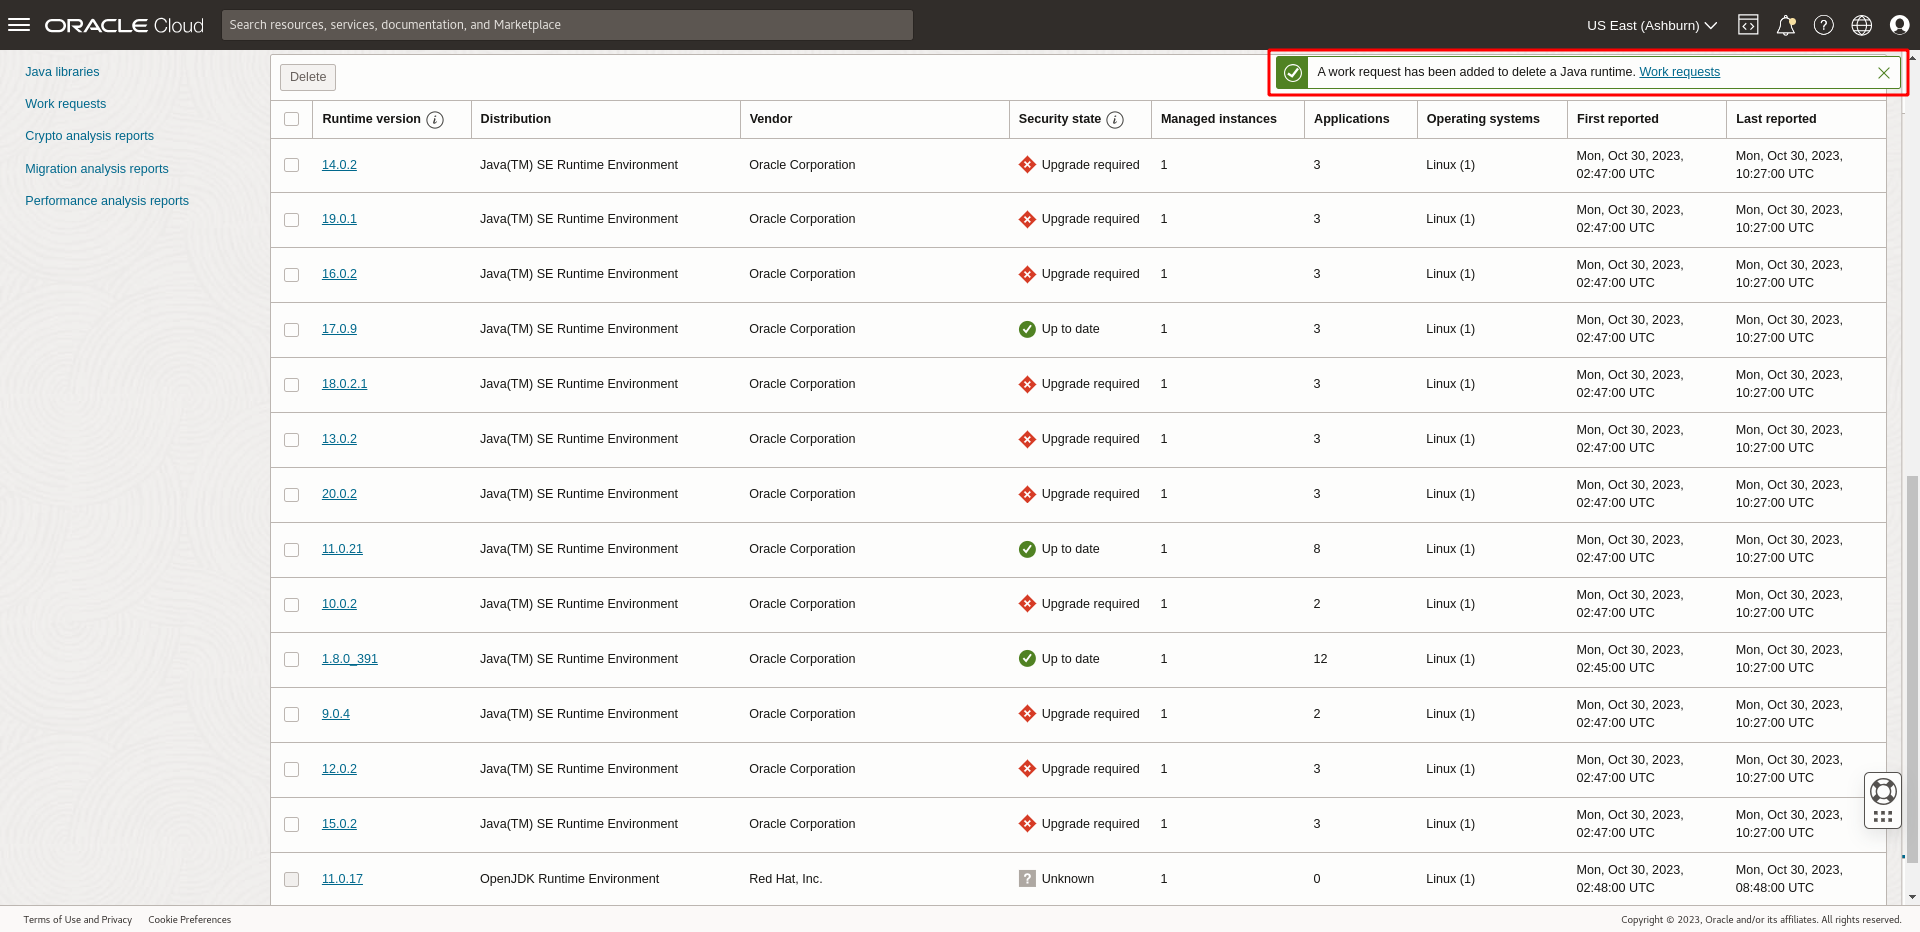 ORACLE Cloud
Search resources, services, documentation, and Marketplace
US East (Ashburn)
Java libraries
Work requests
Crypto analysis reports
Migration analysis reports
Performance analysis reports
Delete
A work request has been added to delete a Java runtime. Work requests
Runtime version Distribution Vendor Security state Managed instances Applications Operating systems First reported Last reported
14.0.2 Java(TM) SE Runtime Environment Oracle Corporation Upgrade required 1 3 Linux (1) Mon, Oct 30, 2023, 02:47:00 UTC Mon, Oct 30, 2023, 10:27:00 UTC
19.0.1 Java(TM) SE Runtime Environment Oracle Corporation Upgrade required 1 3 Linux (1) Mon, Oct 30, 2023, 02:47:00 UTC Mon, Oct 30, 2023, 10:27:00 UTC
16.0.2 Java(TM) SE Runtime Environment Oracle Corporation Upgrade required 1 3 Linux (1) Mon, Oct 30, 2023, 02:47:00 UTC Mon, Oct 30, 2023, 10:27:00 UTC
17.0.9 Java(TM) SE Runtime Environment Oracle Corporation Up to date 1 3 Linux (1) Mon, Oct 30, 2023, 02:47:00 UTC Mon, Oct 30, 2023, 10:27:00 UTC
18.0.2.1 Java(TM) SE Runtime Environment Oracle Corporation Upgrade required 1 3 Linux (1) Mon, Oct 30, 2023, 02:47:00 UTC Mon, Oct 30, 2023, 10:27:00 UTC
13.0.2 Java(TM) SE Runtime Environment Oracle Corporation Upgrade required 1 3 Linux (1) Mon, Oct 30, 2023, 02:47:00 UTC Mon, Oct 30, 2023, 10:27:00 UTC
20.0.2 Java(TM) SE Runtime Environment Oracle Corporation Upgrade required 1 3 Linux (1) Mon, Oct 30, 2023, 02:47:00 UTC Mon, Oct 30, 2023, 10:27:00 UTC
11.0.21 Java(TM) SE Runtime Environment Oracle Corporation Up to date 1 8 Linux (1) Mon, Oct 30, 2023, 02:47:00 UTC Mon, Oct 30, 2023, 10:27:00 UTC
10.0.2 Java(TM) SE Runtime Environment Oracle Corporation Upgrade required 1 2 Linux (1) Mon, Oct 30, 2023, 02:47:00 UTC Mon, Oct 30, 2023, 10:27:00 UTC
1.8.0_391 Java(TM) SE Runtime Environment Oracle Corporation Up to date 1 12 Linux (1) Mon, Oct 30, 2023, 02:45:00 UTC Mon, Oct 30, 2023, 10:27:00 UTC
9.0.4 Java(TM) SE Runtime Environment Oracle Corporation Upgrade required 1 2 Linux (1) Mon, Oct 30, 2023, 02:47:00 UTC Mon, Oct 30, 2023, 10:27:00 UTC
12.0.2 Java(TM) SE Runtime Environment Oracle Corporation Upgrade required 1 3 Linux (1) Mon, Oct 30, 2023, 02:47:00 UTC Mon, Oct 30, 2023, 10:27:00 UTC
15.0.2 Java(TM) SE Runtime Environment Oracle Corporation Upgrade required 1 3 Linux (1) Mon, Oct 30, 2023, 02:47:00 UTC Mon, Oct 30, 2023, 10:27:00 UTC
11.0.17 OpenJDK Runtime Environment Red Hat, Inc. Unknown 1 0 Linux (1) Mon, Oct 30, 2023, 02:48:00 UTC Mon, Oct 30, 2023, 08:48:00 UTC
Terms of Use and Privacy Cookie Preferences
Copyright © 2023, Oracle and/or its affiliates. All rights reserved.